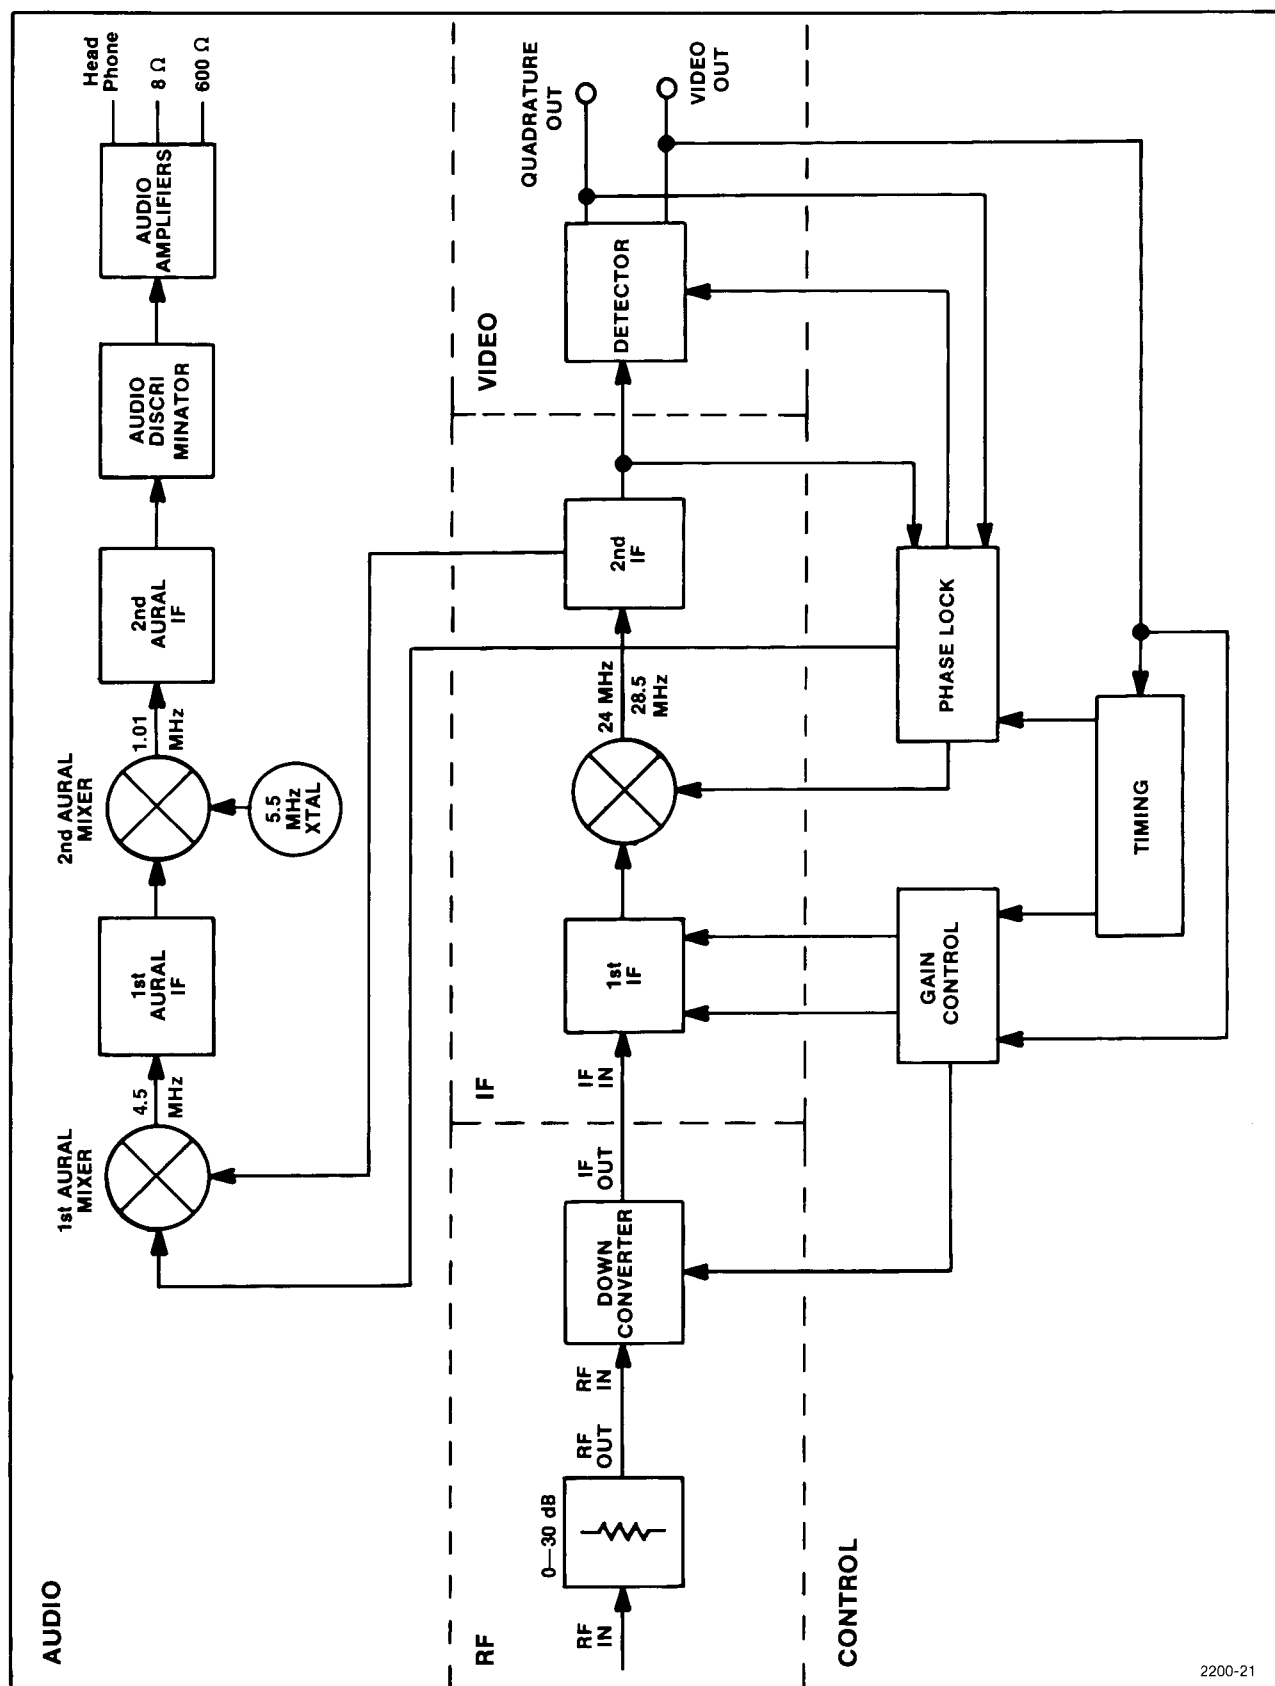 AUDIO
1st AURAL
MIXER
4.5
MHz
1st
AURAL
IF
2nd AURAL
MIXER
5.5
MHz
XTAL
1.01
MHz
2nd
AURAL
IF
AUDIO
DISCRI
MINATOR
AUDIO
AMPLIFIERS
Head
Phone
8 Ω
600 Ω
RF
RF
IN
0—30 dB
RF
OUT
RF
IN
DOWN
CONVERTER
IF
OUT
IF
IF
IN
1st
IF
24 MHz
28.5
MHz
2nd
IF
VIDEO
DETECTOR
QUADRATURE
OUT
VIDEO
OUT
CONTROL
GAIN
CONTROL
PHASE LOCK
TIMING
2200-21